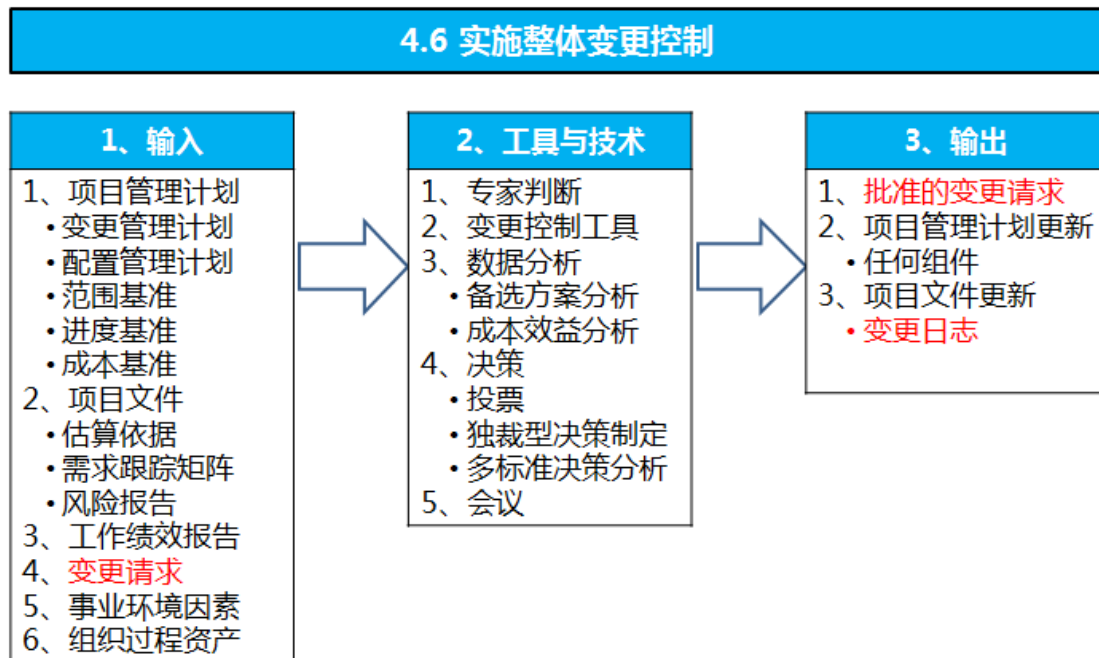 4.6 实施整体变更控制
1、输入
1、项目管理计划
•变更管理计划
•配置管理计划
•范围基准
•进度基准
•成本基准
2、项目文件
•估算依据
•需求跟踪矩阵
•风险报告
3、工作绩效报告
4、变更请求
5、事业环境因素
6、组织过程资产
2、工具与技术
1、专家判断
2、变更控制工具
3、数据分析
•备选方案分析
•成本效益分析
4、决策
•投票
•独裁型决策制定
•多标准决策分析
5、会议
3、输出
1、批准的变更请求
2、项目管理计划更新
•任何组件
3、项目文件更新
•变更日志